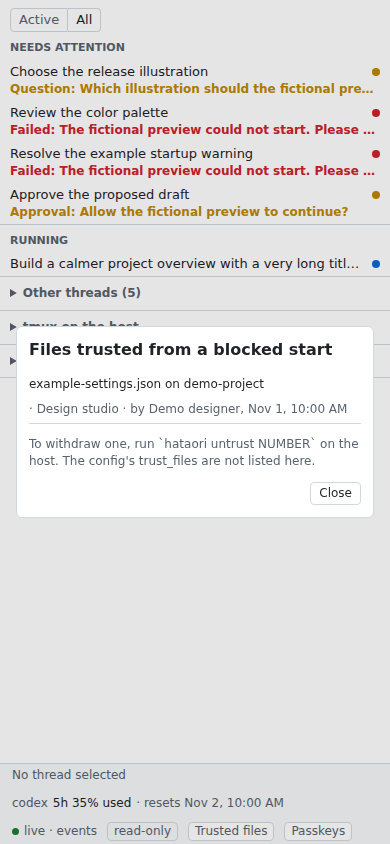 Active All
NEEDS ATTENTION
Choose the release illustration
Question: Which illustration should the fictional pre…
Review the color palette
Failed: The fictional preview could not start. Please …
Resolve the example startup warning
Failed: The fictional preview could not start. Please …
Approve the proposed draft
Approval: Allow the fictional preview to continue?
RUNNING
Build a calmer project overview with a very long titl…
Other threads (5)
tmux on the host
Files trusted from a blocked start
example-settings.json on demo-project
· Design studio · by Demo designer, Nov 1, 10:00 AM
To withdraw one, run `hataori untrust NUMBER` on the
host. The config's trust_files are not listed here.
Close
No thread selected
codex 5h 35% used · resets Nov 2, 10:00 AM
live · events read-only Trusted files Passkeys